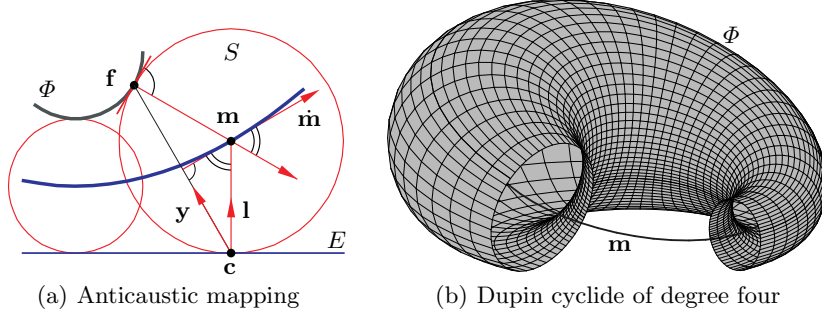 S
Φ
f
Φ
m
ṁ
y
l
m
E
c
(a) Anticaustic mapping
(b) Dupin cyclide of degree four